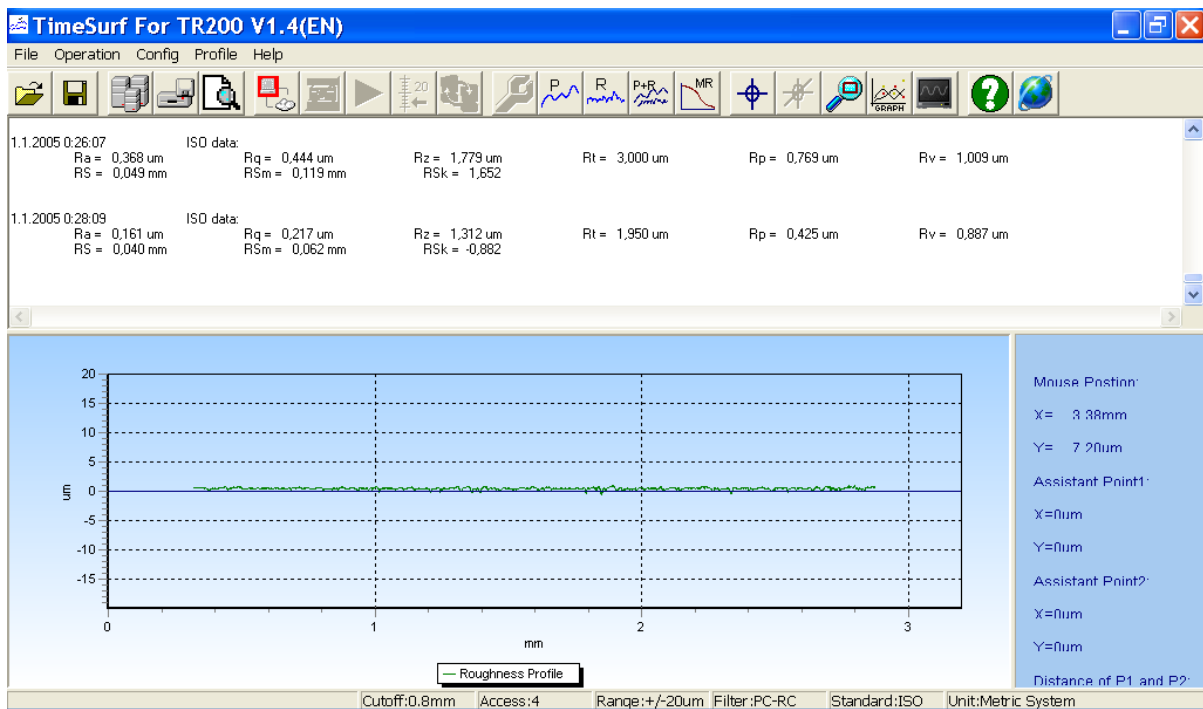 TimeSurf For TR200 V1.4(EN)
File Operation Config Profile Help
20 P R P+R MR GRAPH ?
1.1.2005 0:26:07 ISO data:
Ra = 0,368 um Rq = 0,444 um Rz = 1,779 um Rt = 3,000 um Rp = 0,769 um Rv = 1,009 um
RS = 0,049 mm RSm = 0,119 mm RSk = 1,652
1.1.2005 0:28:09 ISO data:
Ra = 0,161 um Rq = 0,217 um Rz = 1,312 um Rt = 1,950 um Rp = 0,425 um Rv = 0,887 um
RS = 0,040 mm RSm = 0,062 mm RSk = -0,882
20
15
10
5
0
-5
-10
-15
um
0 1 2 3
mm
Roughness Profile
Mouse Postion:
X= 3.38mm
Y= 7.20um
Assistant Point1:
X=0um
Y=0um
Assistant Point2:
X=0um
Y=0um
Distance of P1 and P2:
Cutoff:0.8mm Access:4 Range:+/-20um Filter:PC-RC Standard:ISO Unit:Metric System